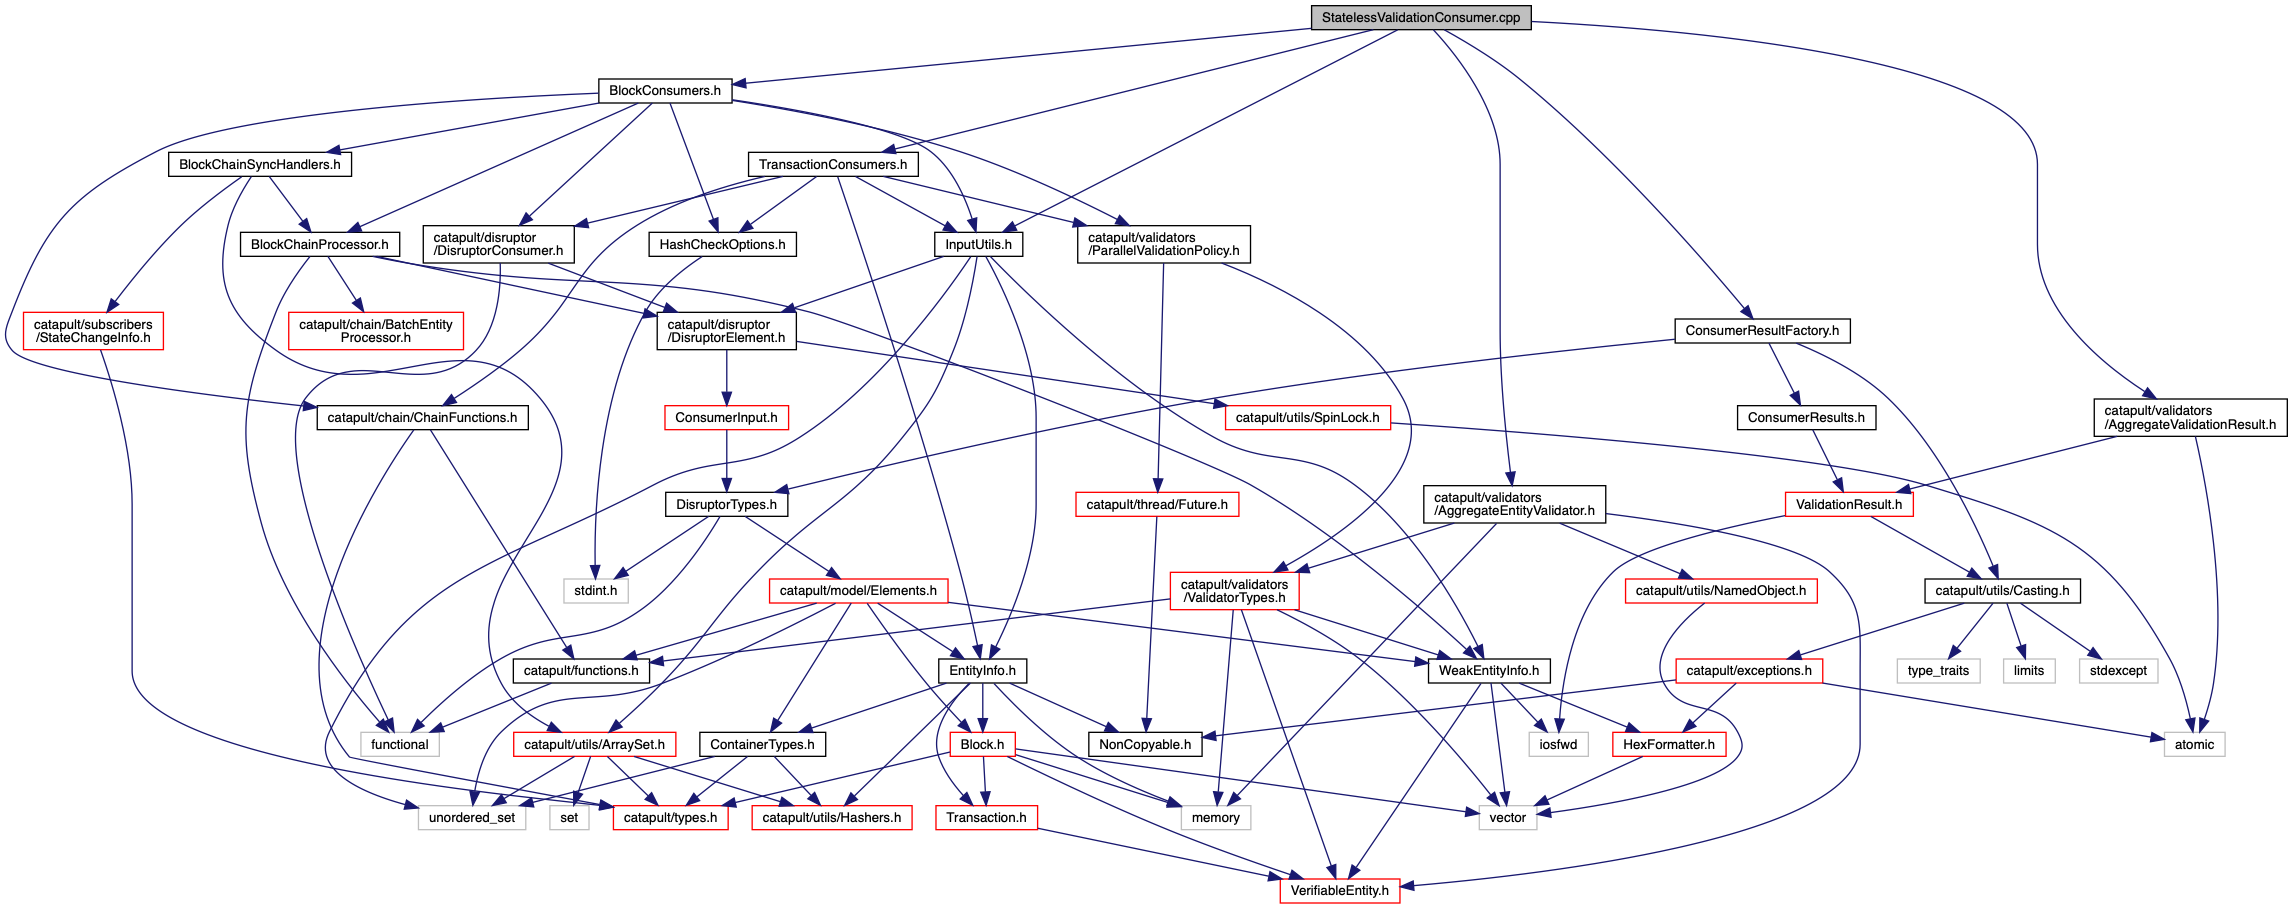 StatelessValidationConsumer.cpp
BlockConsumers.h
BlockChainSyncHandlers.h
TransactionConsumers.h
BlockChainProcessor.h
catapult/disruptor
/DisruptorConsumer.h
HashCheckOptions.h
InputUtils.h
catapult/validators
/ParallelValidationPolicy.h
catapult/subscribers
/StateChangeInfo.h
catapult/chain/BatchEntity
Processor.h
catapult/disruptor
/DisruptorElement.h
ConsumerResultFactory.h
catapult/chain/ChainFunctions.h
ConsumerInput.h
catapult/utils/SpinLock.h
ConsumerResults.h
catapult/validators
/AggregateValidationResult.h
DisruptorTypes.h
catapult/thread/Future.h
catapult/validators
/AggregateEntityValidator.h
ValidationResult.h
stdint.h
catapult/model/Elements.h
catapult/validators
/ValidatorTypes.h
catapult/utils/NamedObject.h
catapult/utils/Casting.h
catapult/functions.h
EntityInfo.h
WeakEntityInfo.h
catapult/exceptions.h
type_traits
limits
stdexcept
functional
catapult/utils/ArraySet.h
ContainerTypes.h
Block.h
NonCopyable.h
iosfwd
HexFormatter.h
atomic
unordered_set
set
catapult/types.h
catapult/utils/Hashers.h
Transaction.h
memory
vector
VerifiableEntity.h